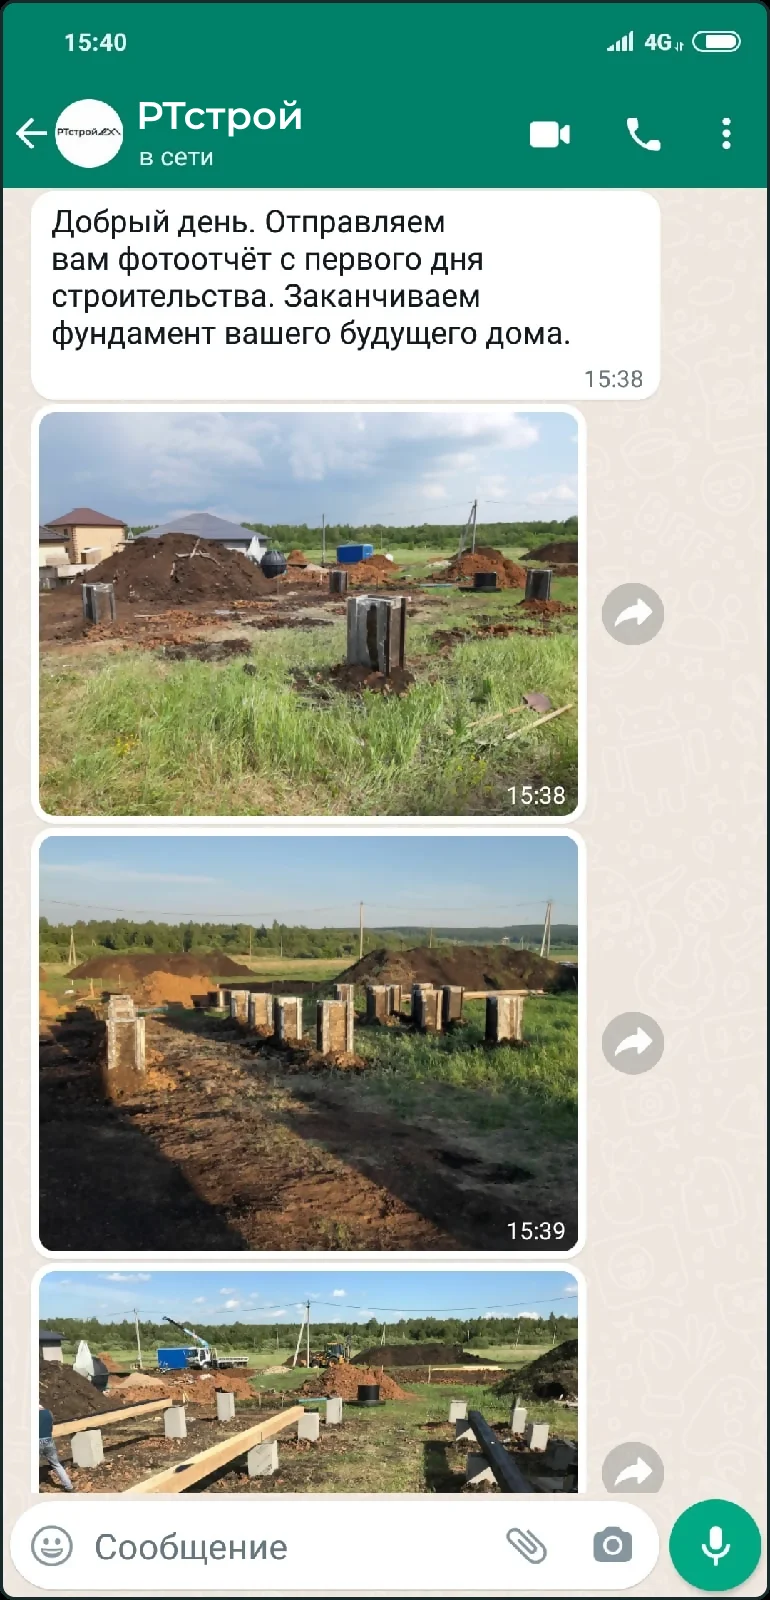 15:40
4G
РТстрой
РТстрой
в сети
Добрый день. Отправляем
вам фотоотчёт с первого дня
строительства. Заканчиваем
фундамент вашего будущего дома.
15:38
15:38
15:39
Сообщение